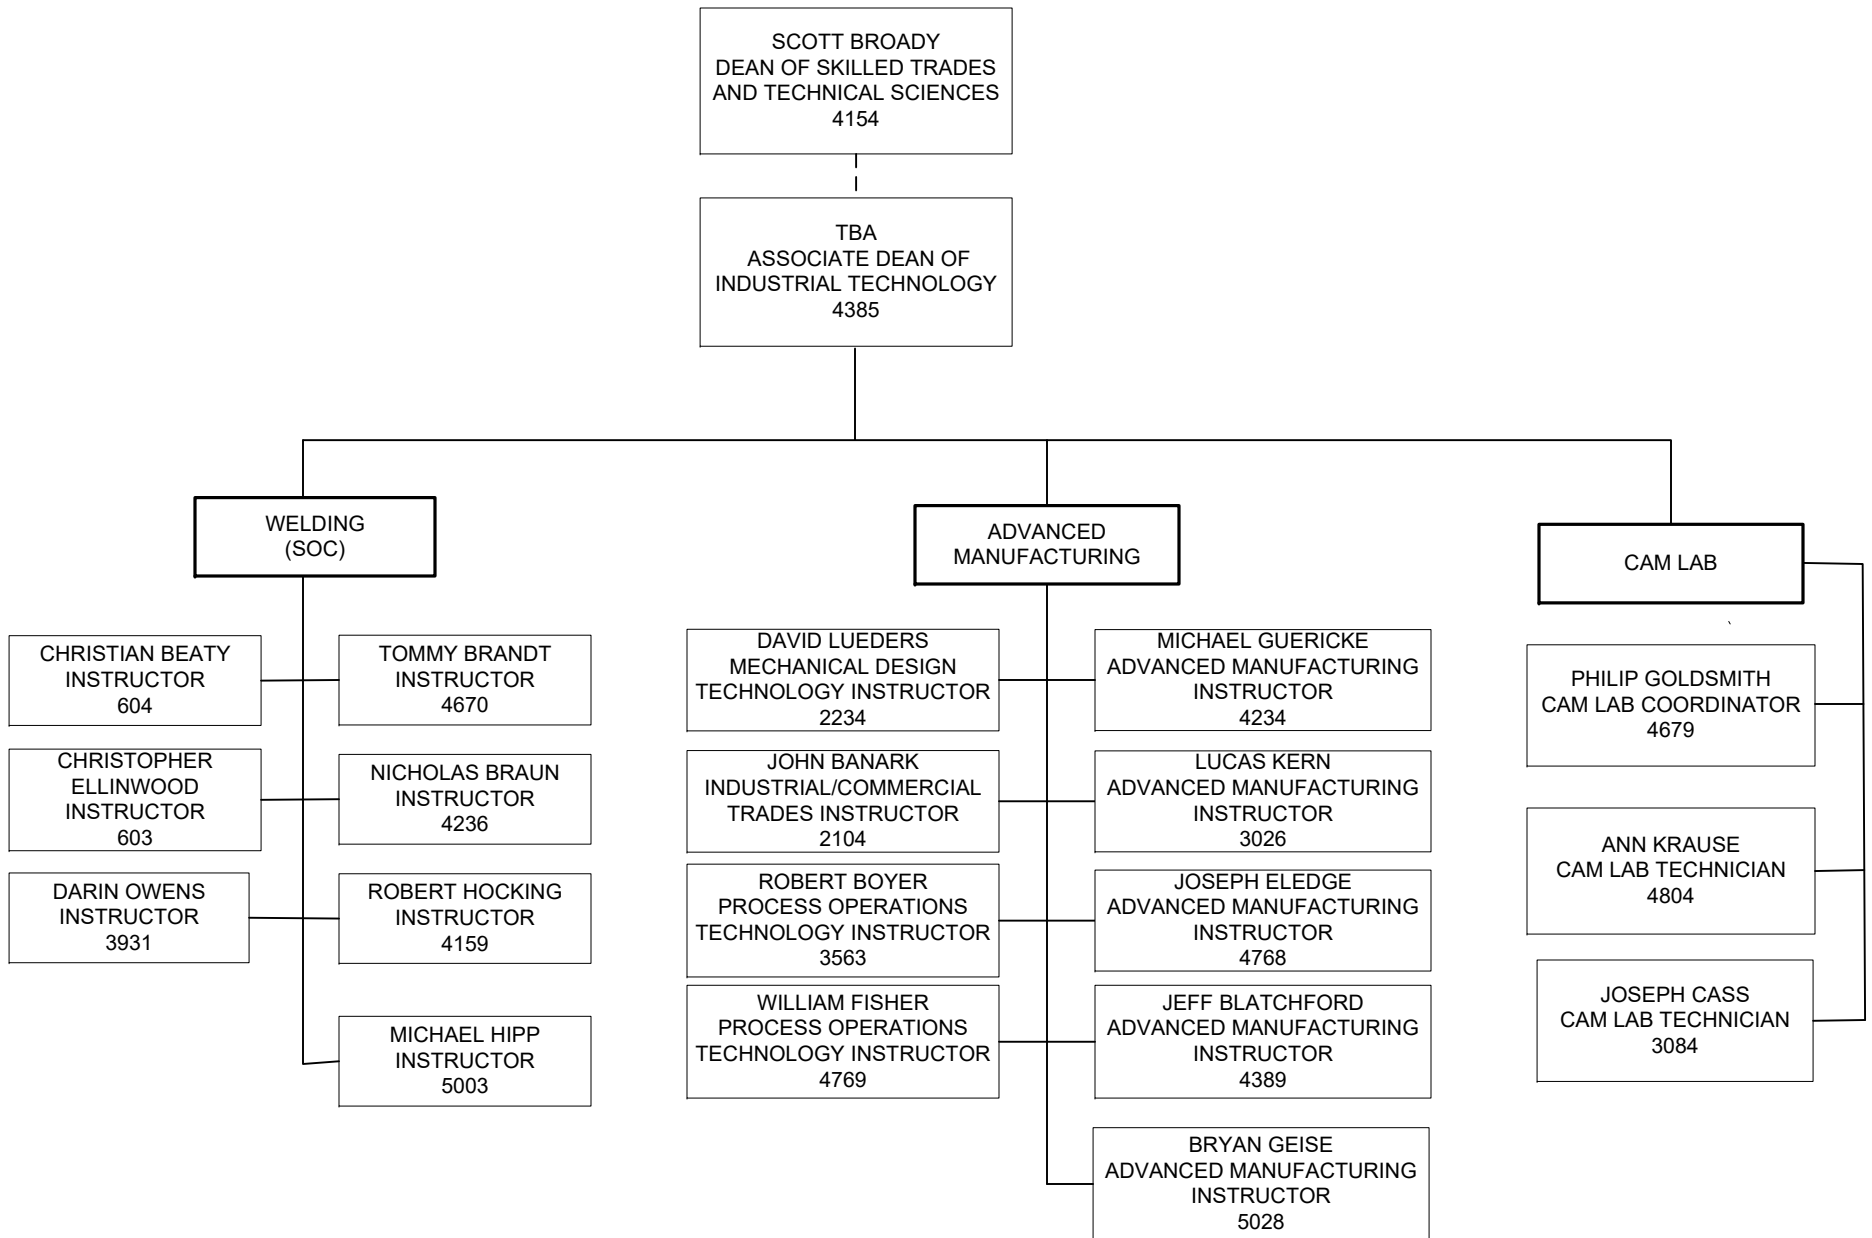 SCOTT BROADY
DEAN OF SKILLED TRADES
AND TECHNICAL SCIENCES
4154
TBA
ASSOCIATE DEAN OF
INDUSTRIAL TECHNOLOGY
4385
WELDING
(SOC)
CHRISTIAN BEATY
INSTRUCTOR
604
TOMMY BRANDT
INSTRUCTOR
4670
CHRISTOPHER
ELLINWOOD
INSTRUCTOR
603
NICHOLAS BRAUN
INSTRUCTOR
4236
DARIN OWENS
INSTRUCTOR
3931
ROBERT HOCKING
INSTRUCTOR
4159
MICHAEL HIPP
INSTRUCTOR
5003
ADVANCED
MANUFACTURING
DAVID LUEDERS
MECHANICAL DESIGN
TECHNOLOGY INSTRUCTOR
2234
MICHAEL GUERICKE
ADVANCED MANUFACTURING
INSTRUCTOR
4234
JOHN BANARK
INDUSTRIAL/COMMERCIAL
TRADES INSTRUCTOR
2104
LUCAS KERN
ADVANCED MANUFACTURING
INSTRUCTOR
3026
ROBERT BOYER
PROCESS OPERATIONS
TECHNOLOGY INSTRUCTOR
3563
JOSEPH ELEDGE
ADVANCED MANUFACTURING
INSTRUCTOR
4768
WILLIAM FISHER
PROCESS OPERATIONS
TECHNOLOGY INSTRUCTOR
4769
JEFF BLATCHFORD
ADVANCED MANUFACTURING
INSTRUCTOR
4389
BRYAN GEISE
ADVANCED MANUFACTURING
INSTRUCTOR
5028
CAM LAB
`
PHILIP GOLDSMITH
CAM LAB COORDINATOR
4679
ANN KRAUSE
CAM LAB TECHNICIAN
4804
JOSEPH CASS
CAM LAB TECHNICIAN
3084